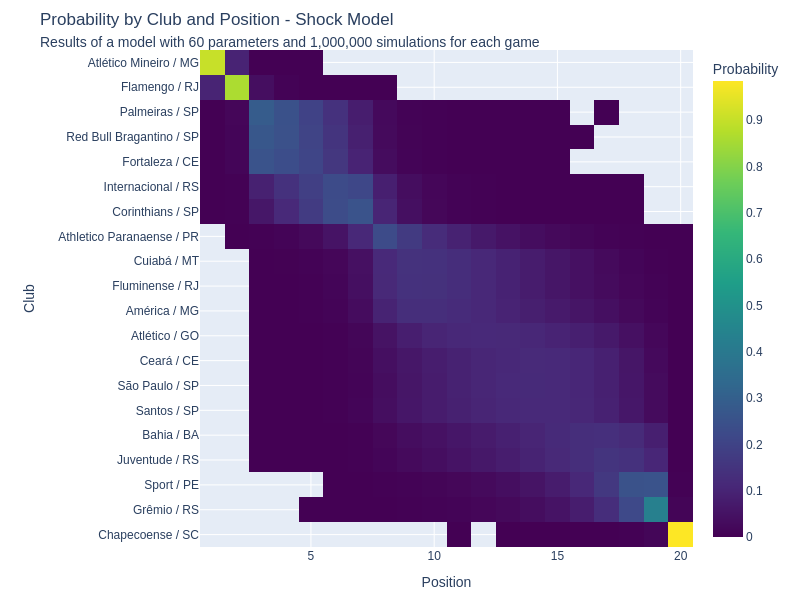 Probability by Club and Position - Shock Model
Results of a model with 60 parameters and 1,000,000 simulations for each game
Probability
Club
Atlético Mineiro / MG
Flamengo / RJ
Palmeiras / SP
Red Bull Bragantino / SP
Fortaleza / CE
Internacional / RS
Corinthians / SP
Athletico Paranaense / PR
Cuiabá / MT
Fluminense / RJ
América / MG
Atlético / GO
Ceará / CE
São Paulo / SP
Santos / SP
Bahia / BA
Juventude / RS
Sport / PE
Grêmio / RS
Chapecoense / SC
5 10 15 20
Position
0.9
0.8
0.7
0.6
0.5
0.4
0.3
0.2
0.1
0